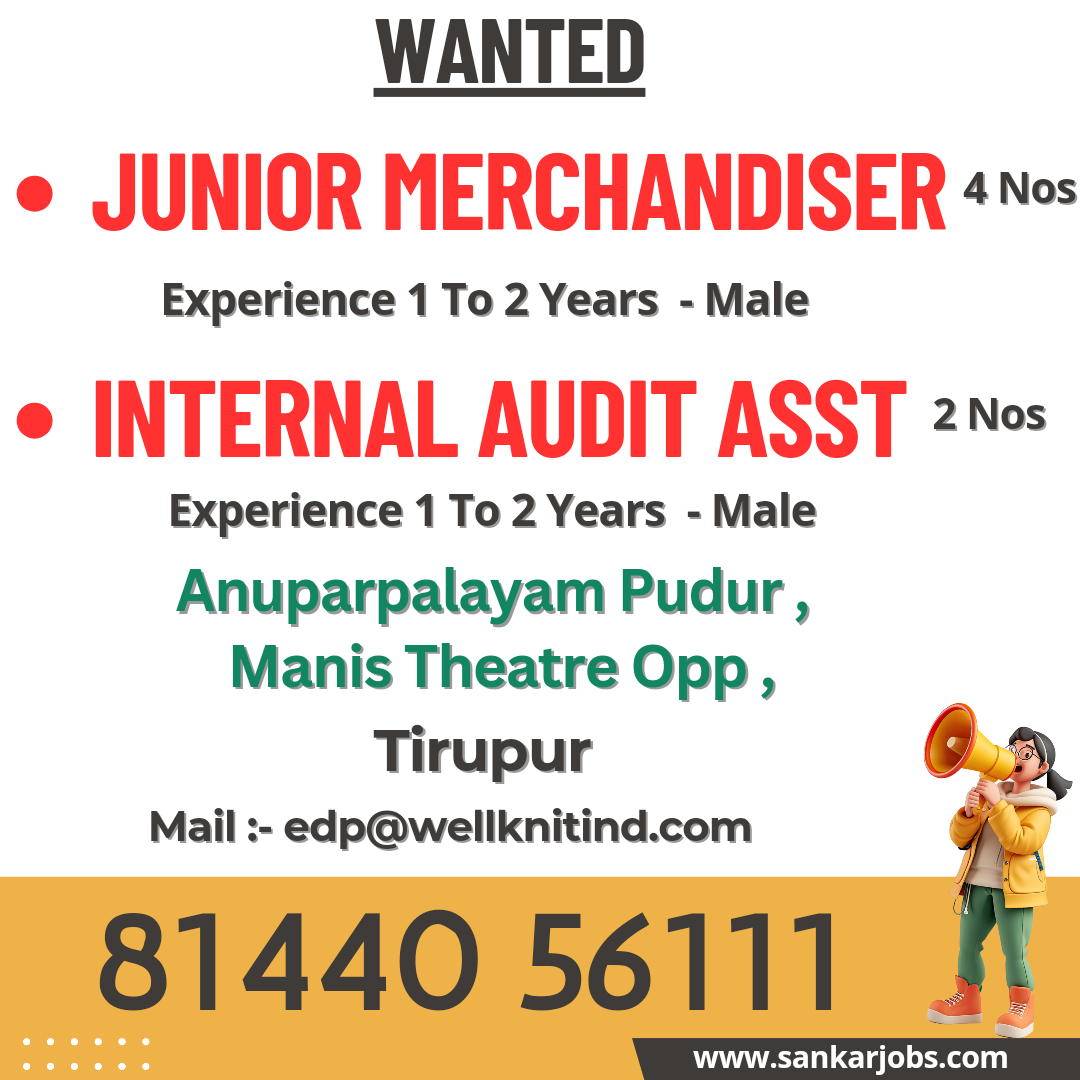 WANTED
• JUNIOR MERCHANDISER 4 Nos
Experience 1 To 2 Years - Male
• INTERNAL AUDIT ASST 2 Nos
Experience 1 To 2 Years - Male
Anuparpalayam Pudur ,
Manis Theatre Opp ,
Tirupur
Mail :- edp@wellknitind.com
81440 56111
www.sankarjobs.com